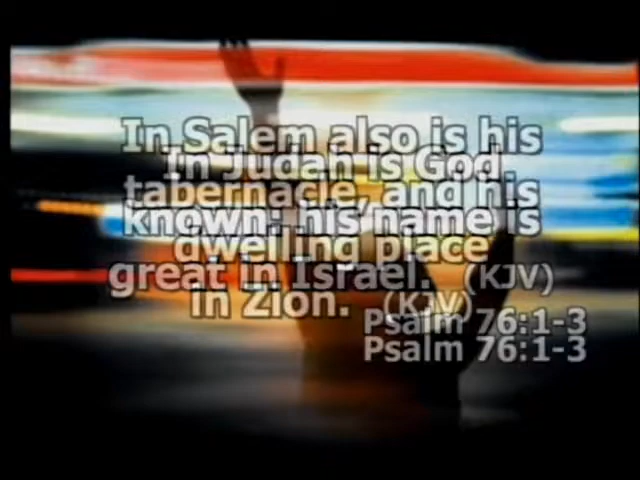 In Salem also is his
In Judah is God
tabernacle, and his
known: his name is
dwelling place
great in Israel. (KJV)
in Zion. (KJV)
Psalm 76:1-3
Psalm 76:1-3